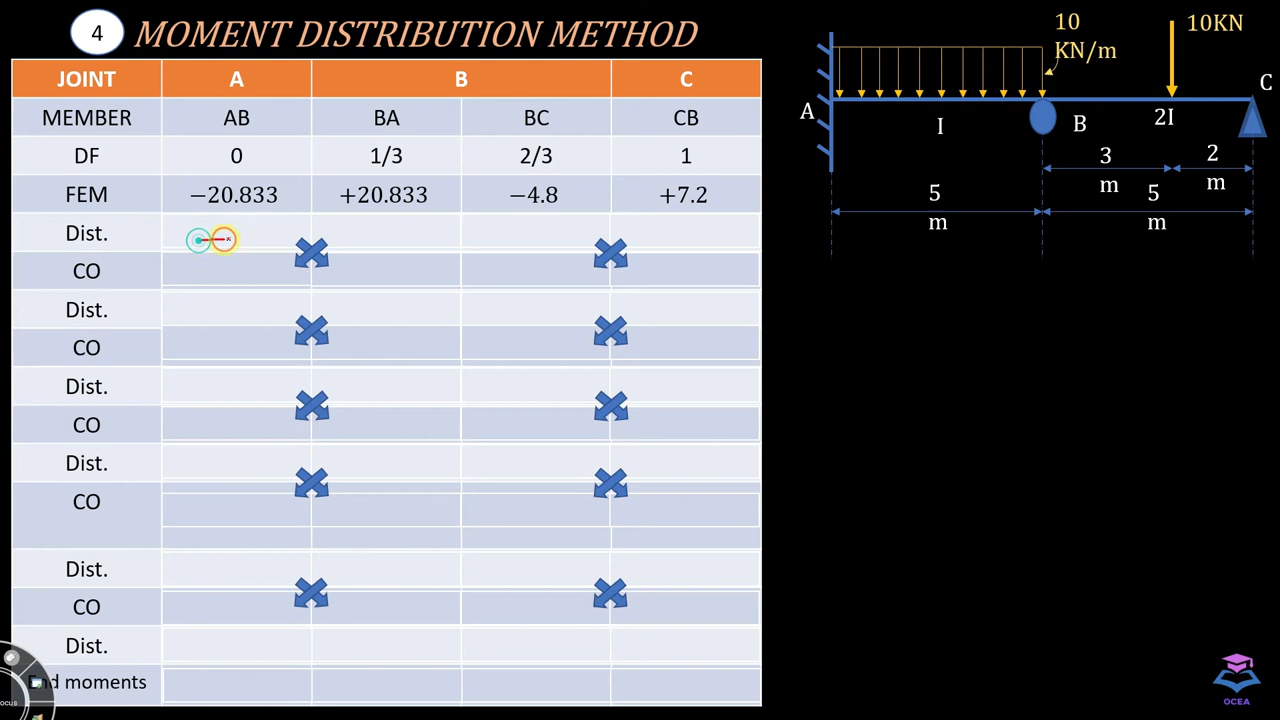 4 MOMENT DISTRIBUTION METHOD
JOINT A B C
MEMBER AB BA BC CB
DF 0 1/3 2/3 1
FEM −20.833 +20.833 −4.8 +7.2
Dist.
CO
Dist.
CO
Dist.
CO
Dist.
CO
Dist.
CO
Dist.
End moments
10
KN/m
10KN
C
A
I
B
2I
3
m
2
m
5
m
5
m
OCEA
ocus